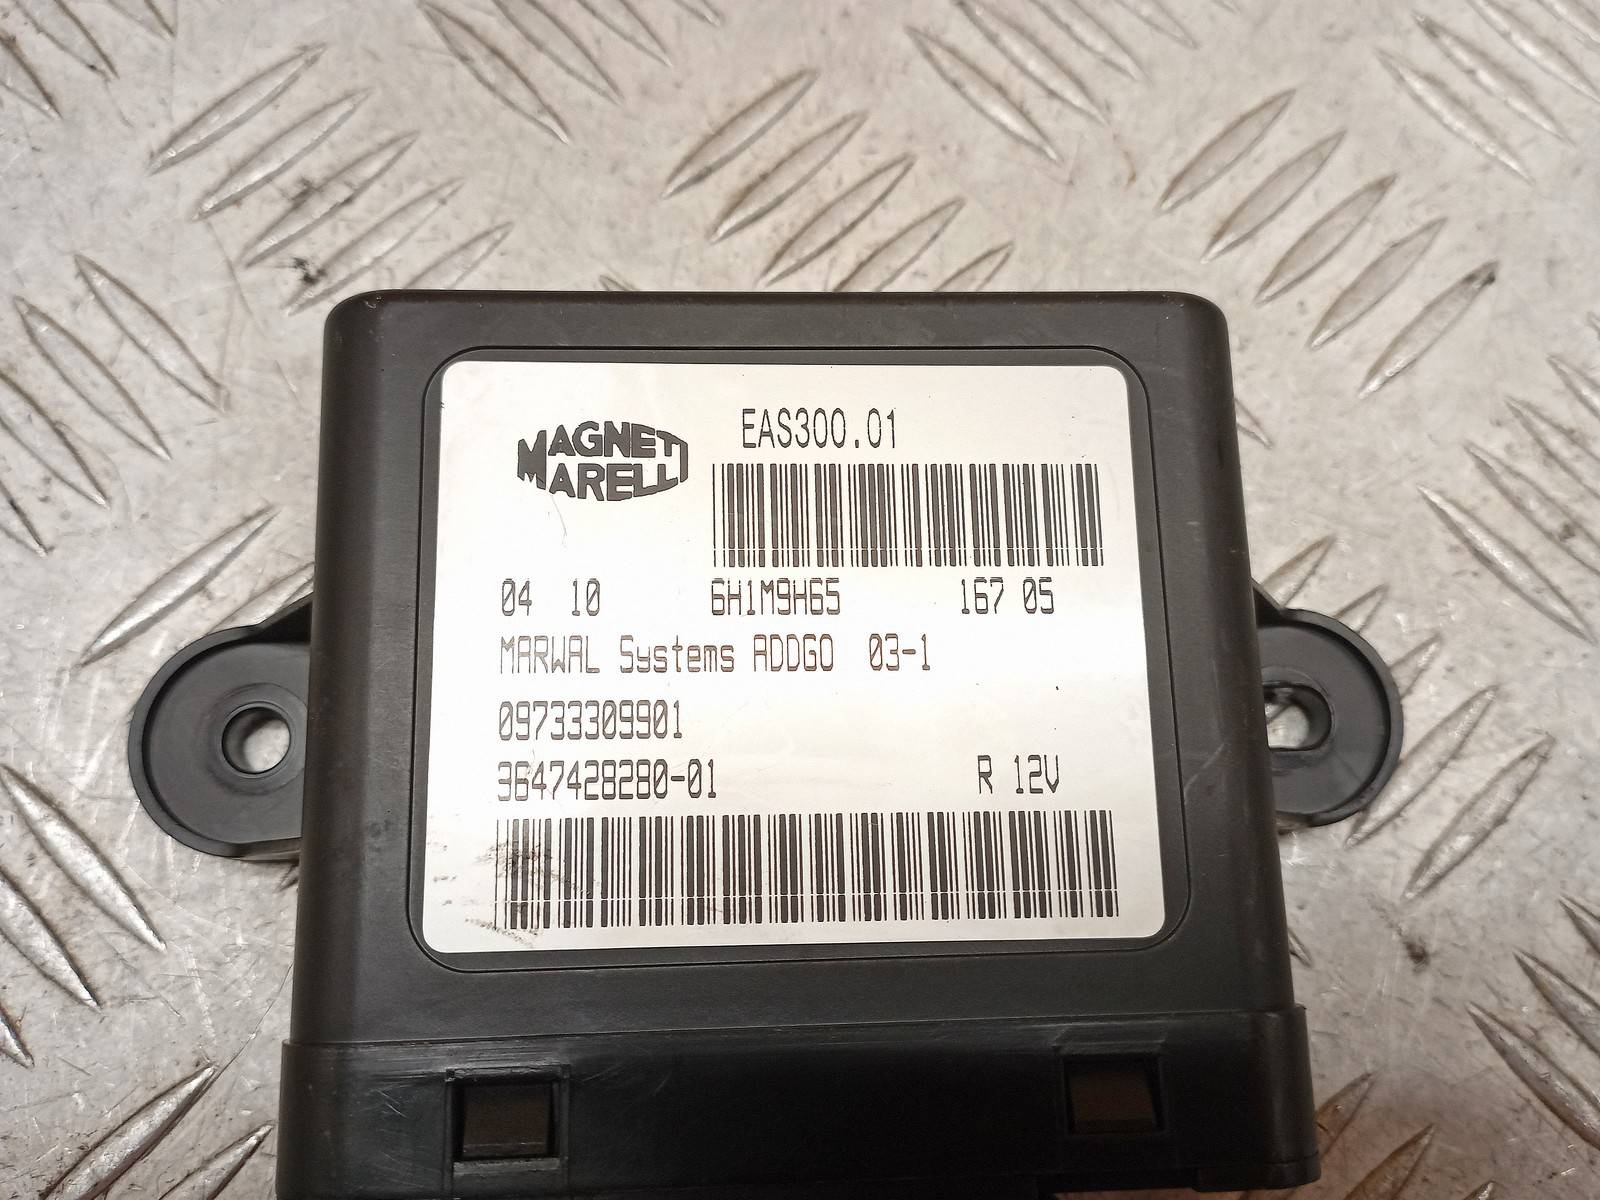 MAGNETI
MARELLI
EAS300.01
04 10 6H1M9H65 167 05
MARWAL Systems ADDGO 03-1
09733309901
9647428280-01 R 12V